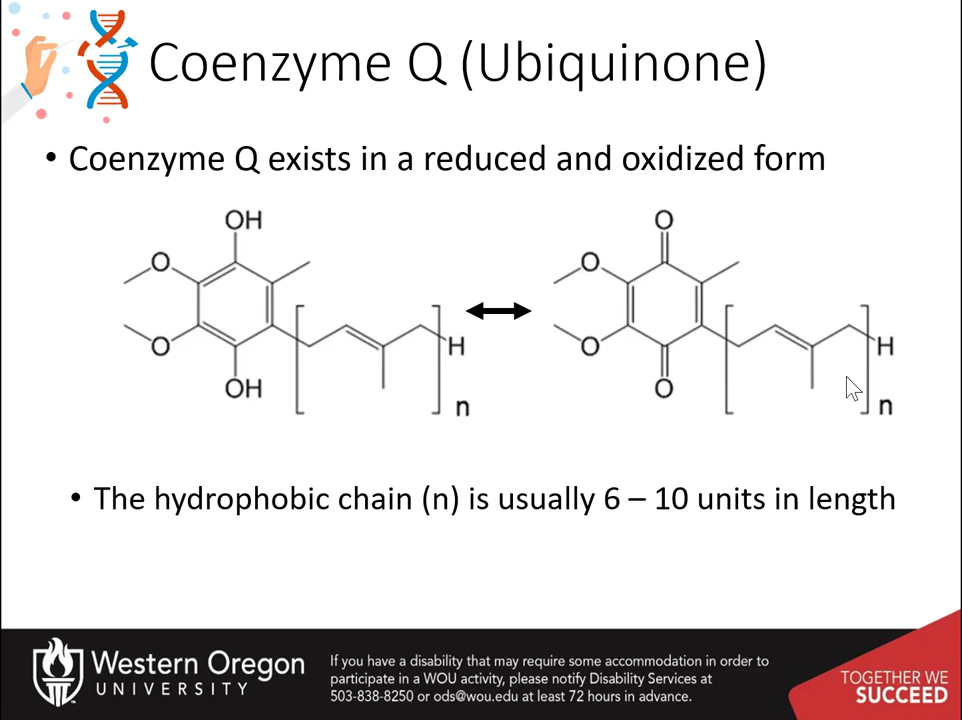 Coenzyme Q (Ubiquinone)
• Coenzyme Q exists in a reduced and oxidized form
OH
O
O
OH
H
n
O
O
O
O
H
n
• The hydrophobic chain (n) is usually 6 – 10 units in length
Western Oregon
UNIVERSITY
If you have a disability that may require some accommodation in order to
participate in a WOU activity, please notify Disability Services at
503-838-8250 or ods@wou.edu at least 72 hours in advance.
TOGETHER WE
SUCCEED